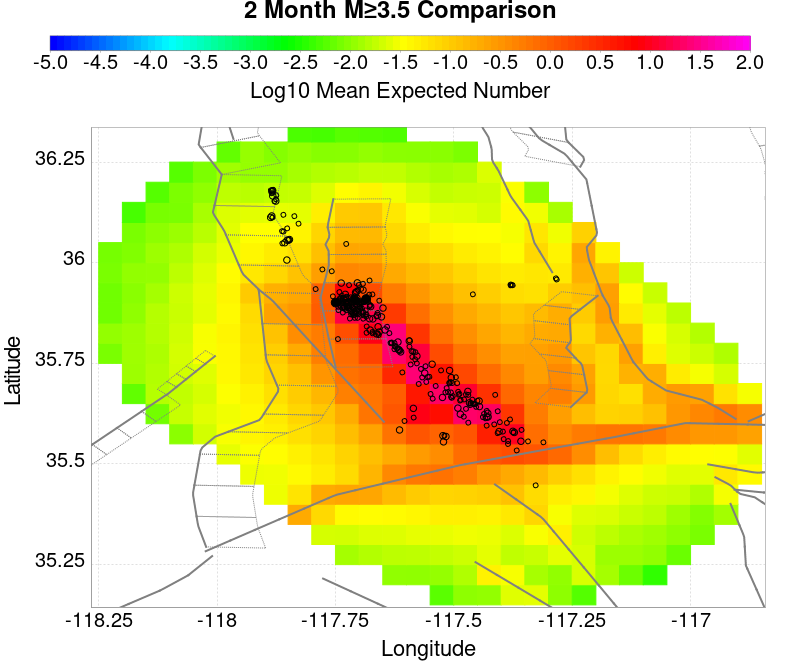 2 Month M≥3.5 Comparison
-5.0 -4.5 -4.0 -3.5 -3.0 -2.5 -2.0 -1.5 -1.0 -0.5 0.0 0.5 1.0 1.5 2.0
Log10 Mean Expected Number
36.25
36
35.75
35.5
35.25
Latitude
-118.25 -118 -117.75 -117.5 -117.25 -117
Longitude